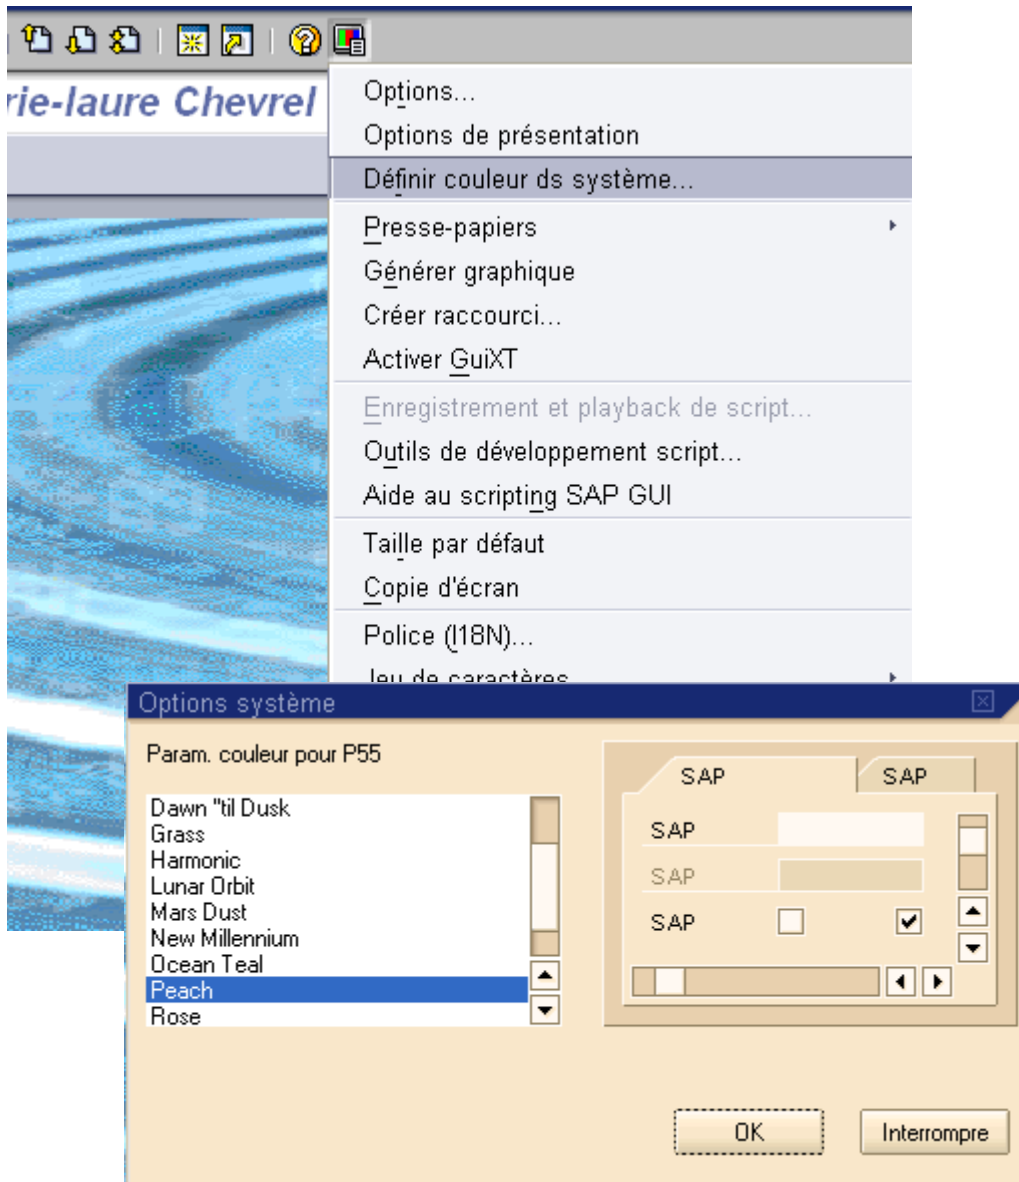 rie-laure Chevrel
Options...
Options de présentation
Définir couleur ds système...
Presse-papiers
Générer graphique
Créer raccourci...
Activer GuiXT
Enregistrement et playback de script...
Outils de développement script...
Aide au scripting SAP GUI
Taille par défaut
Copie d'écran
Police (I18N)...
Jeu de caractères
Options système
Param. couleur pour P55
Dawn "til Dusk
Grass
Harmonic
Lunar Orbit
Mars Dust
New Millennium
Ocean Teal
Peach
Rose
SAP SAP
SAP
SAP
SAP
OK Interrompre